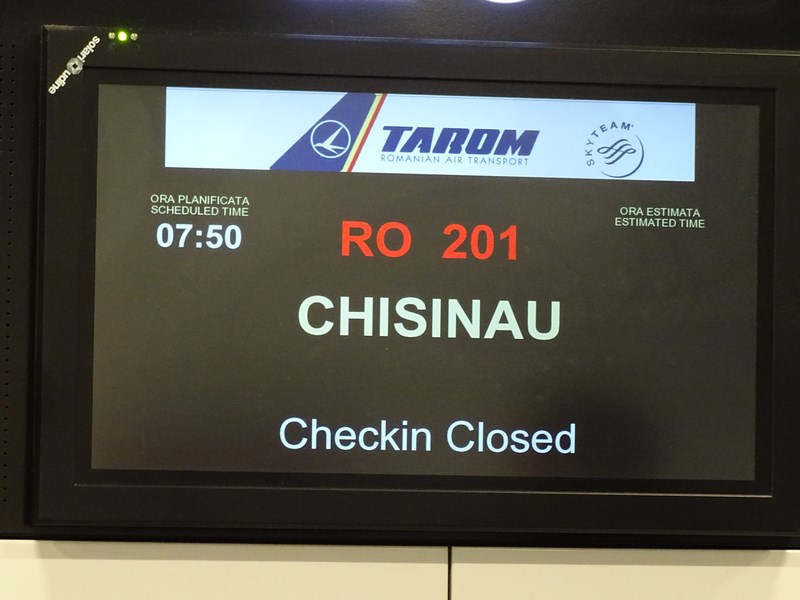 solari udine
TAROM
ROMANIAN AIR TRANSPORT
SKYTEAM
ORA PLANIFICATA
SCHEDULED TIME
07:50
RO 201
ORA ESTIMATA
ESTIMATED TIME
CHISINAU
Checkin Closed